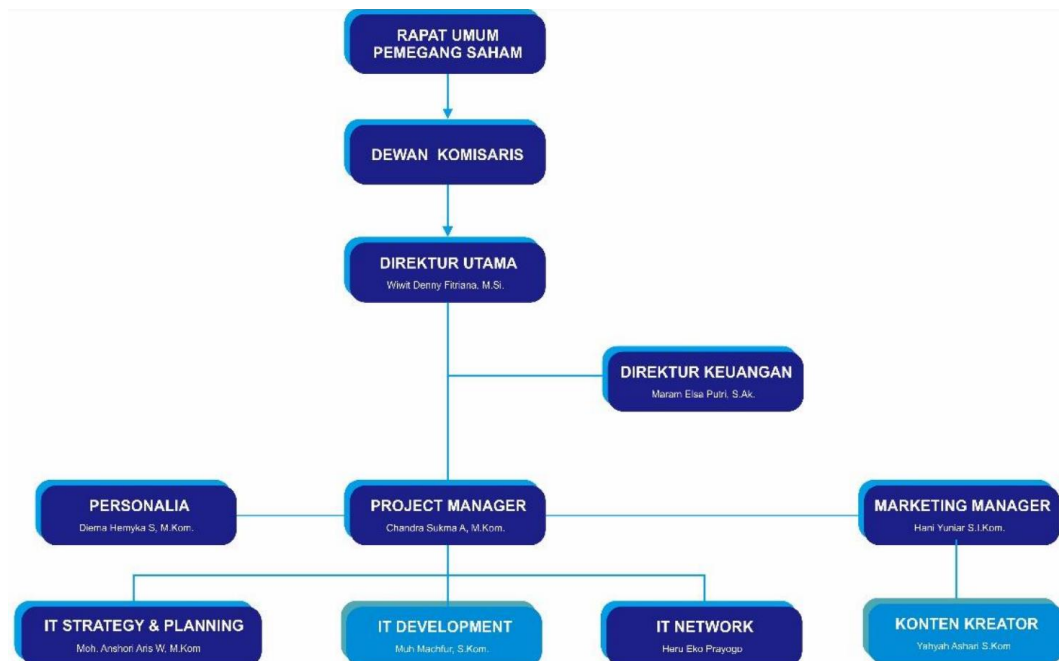 RAPAT UMUM
PEMEGANG SAHAM
DEWAN KOMISARIS
DIREKTUR UTAMA
Wiwit Denny Fitriana, M.Si.
DIREKTUR KEUANGAN
Maram Elsa Putri, S.Ak.
PERSONALIA
Diema Hernyka S, M.Kom.
PROJECT MANAGER
Chandra Sukma A, M.Kom.
MARKETING MANAGER
Hani Yuniar S.I.Kom.
IT STRATEGY & PLANNING
Moh. Anshori Aris W, M.Kom
IT DEVELOPMENT
Muh Machfur, S.Kom.
IT NETWORK
Heru Eko Prayogo
KONTEN KREATOR
Yahyah Ashari S.Kom